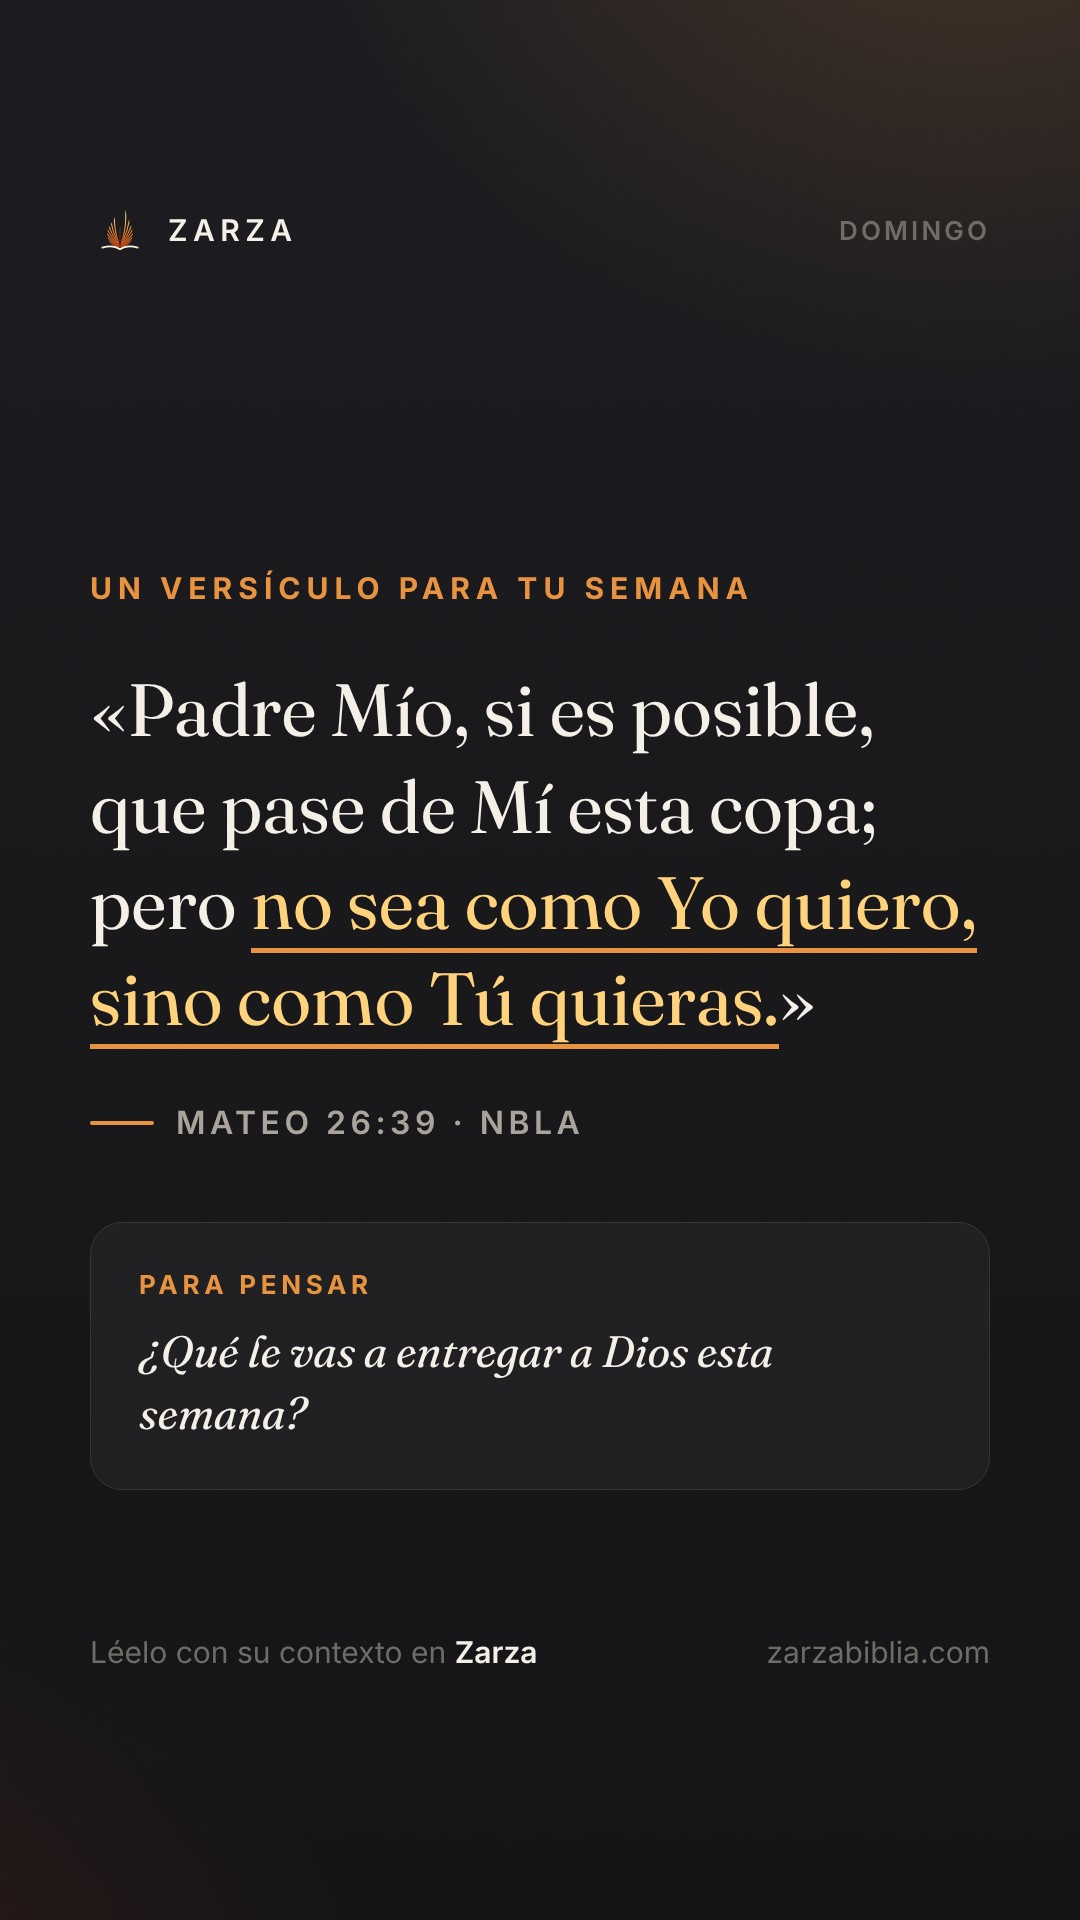 ZARZA
DOMINGO
UN VERSÍCULO PARA TU SEMANA
«Padre Mío, si es posible,
que pase de Mí esta copa;
pero no sea como Yo quiero,
sino como Tú quieras.»
MATEO 26:39 · NBLA
PARA PENSAR
¿Qué le vas a entregar a Dios esta
semana?
Léelo con su contexto en Zarza
zarzabiblia.com